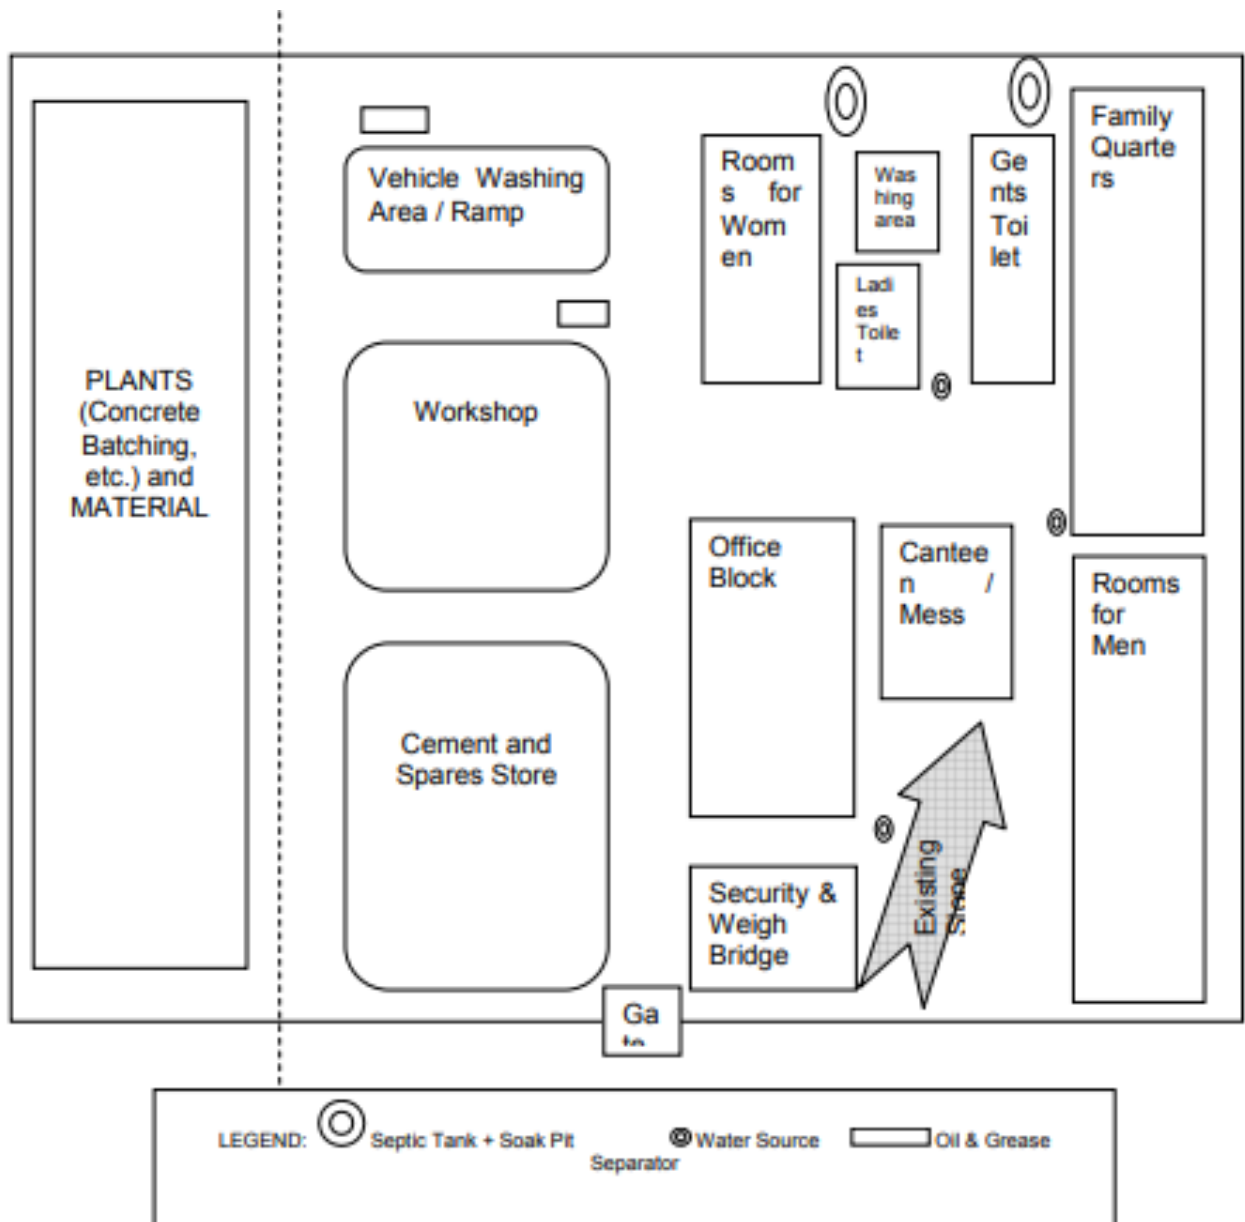 Vehicle Washing
Area / Ramp
Room
s for
Wom
en
Was
hing
area
Ge
nts
Toi
let
Family
Quarte
rs
Ladi
es
Toile
t
PLANTS
(Concrete
Batching,
etc.) and
MATERIAL
Workshop
Office
Block
Cantee
n /
Mess
Rooms
for
Men
Cement and
Spares Store
Existing
Slope
Security &
Weigh
Bridge
Ga
te
LEGEND: Septic Tank + Soak Pit Water Source Oil & Grease
Separator